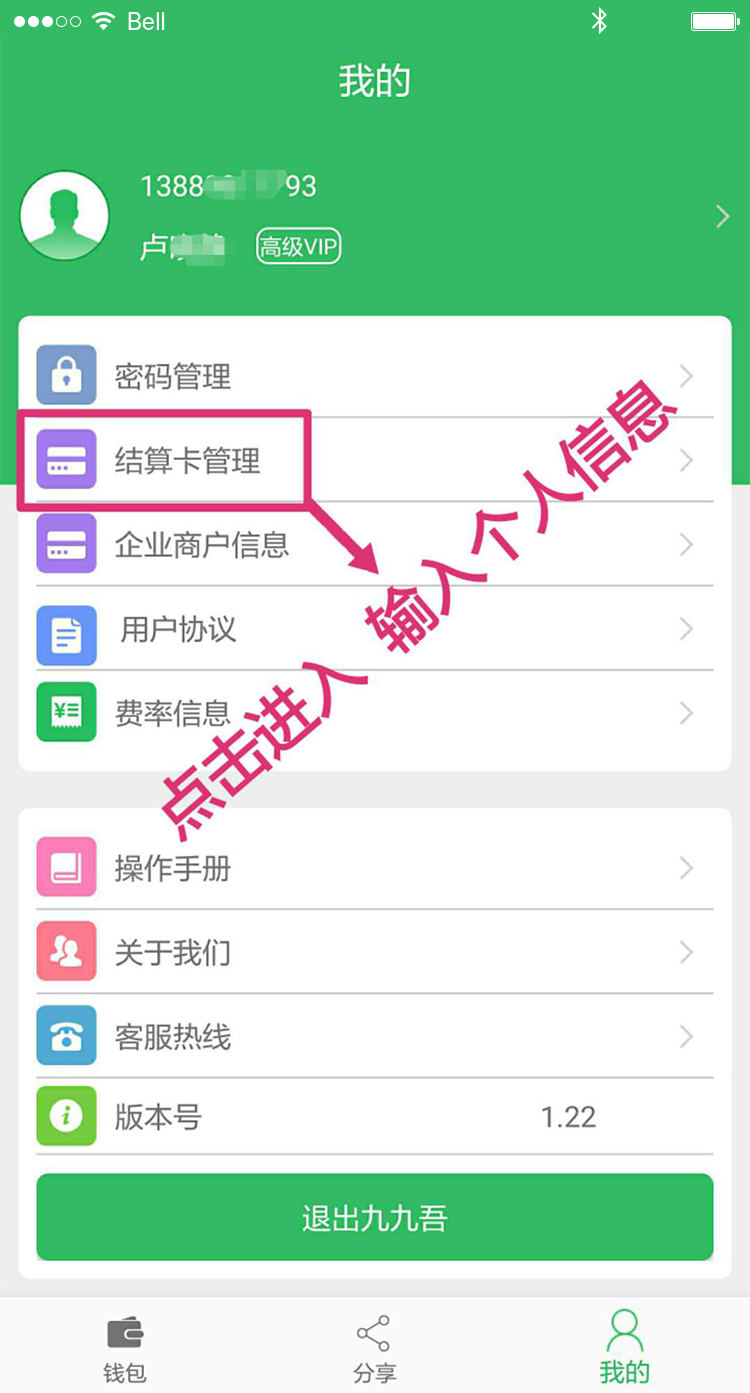 Bell
我的
1388 93
卢
高级VIP
密码管理
结算卡管理
企业商户信息
用户协议
费率信息
点击进入 输入个人信息
操作手册
关于我们
客服热线
版本号 1.22
退出九九吾
钱包
分享
我的